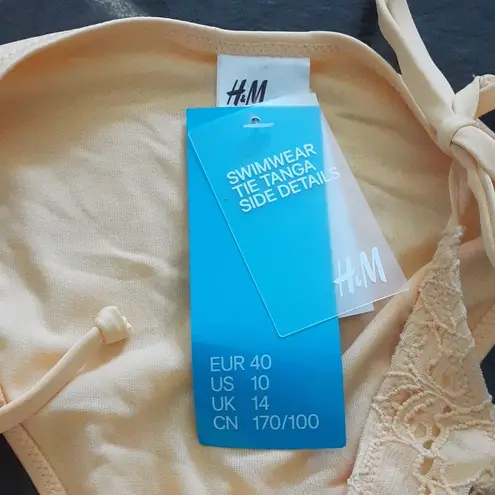 H&M
SWIMWEAR
TIE TANGA
SIDE DETAILS
H&M
EUR 40
US 10
UK 14
CN 170/100